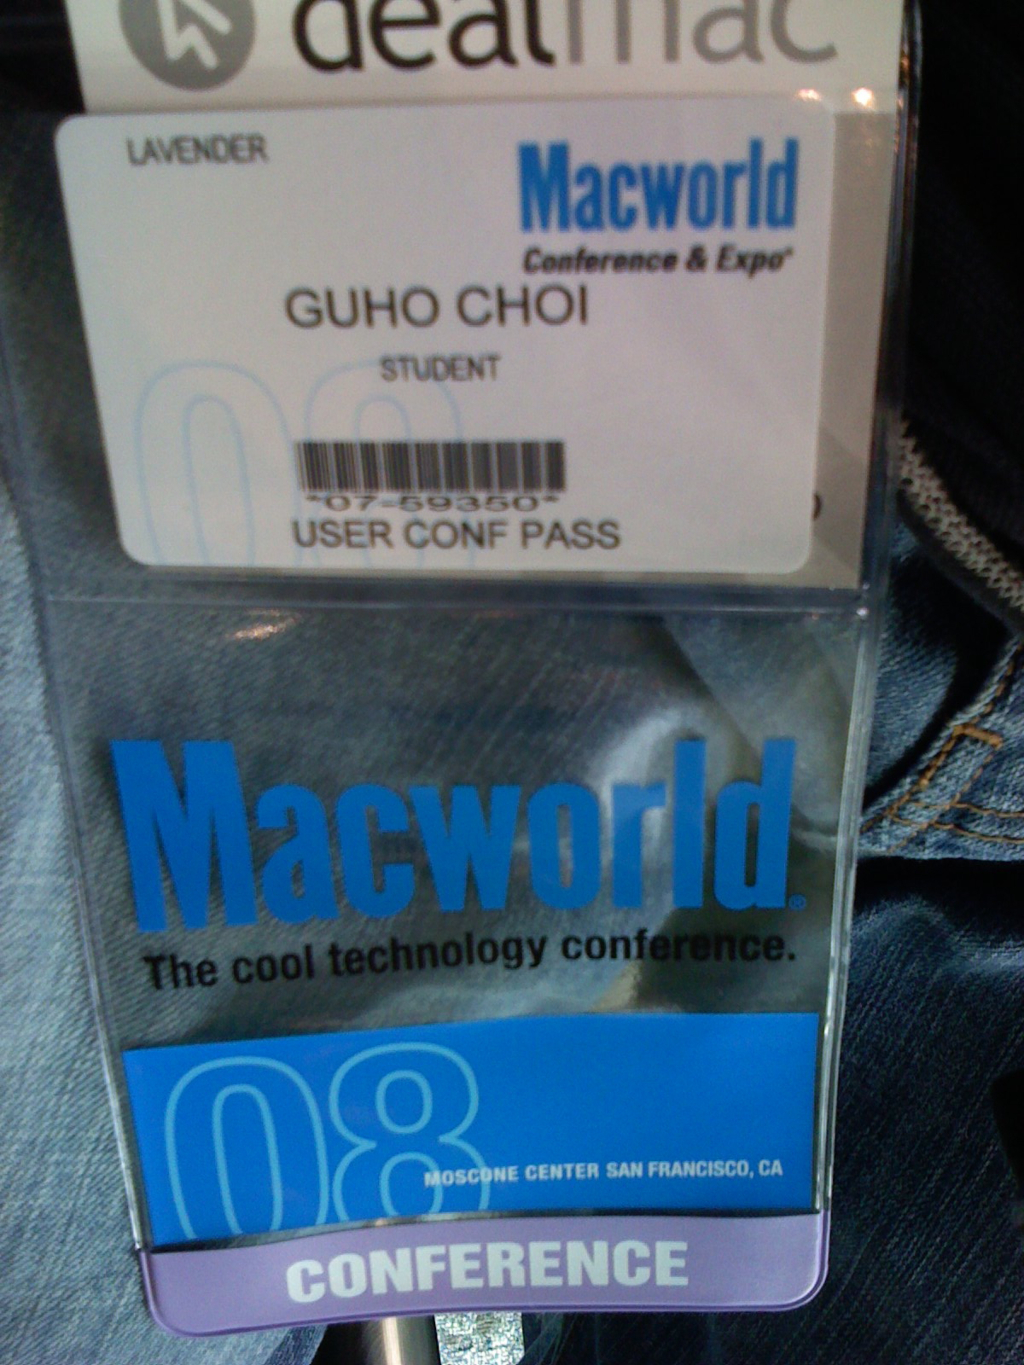 dealmac
LAVENDER
Macworld
Conference & Expo
GUHO CHOI
STUDENT
08
*07-59350*
USER CONF PASS
Macworld®
The cool technology conference.
08
MOSCONE CENTER SAN FRANCISCO, CA
CONFERENCE